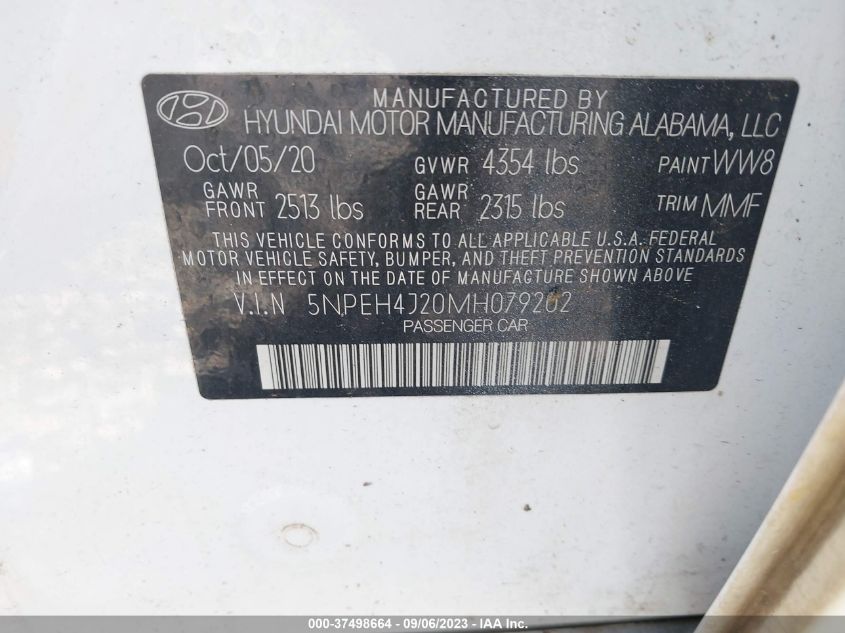 MANUFACTURED BY
HYUNDAI MOTOR MANUFACTURING ALABAMA, LLC
Oct/05/20 GVWR 4354 lbs PAINT WW8
GAWR FRONT 2513 lbs GAWR REAR 2315 lbs TRIM MMF
THIS VEHICLE CONFORMS TO ALL APPLICABLE U.S.A. FEDERAL
MOTOR VEHICLE SAFETY, BUMPER, AND THEFT PREVENTION STANDARDS
IN EFFECT ON THE DATE OF MANUFACTURE SHOWN ABOVE
V.I.N 5NPEH4J20MH079202
PASSENGER CAR
000-37498664 - 09/06/2023 - IAA Inc.